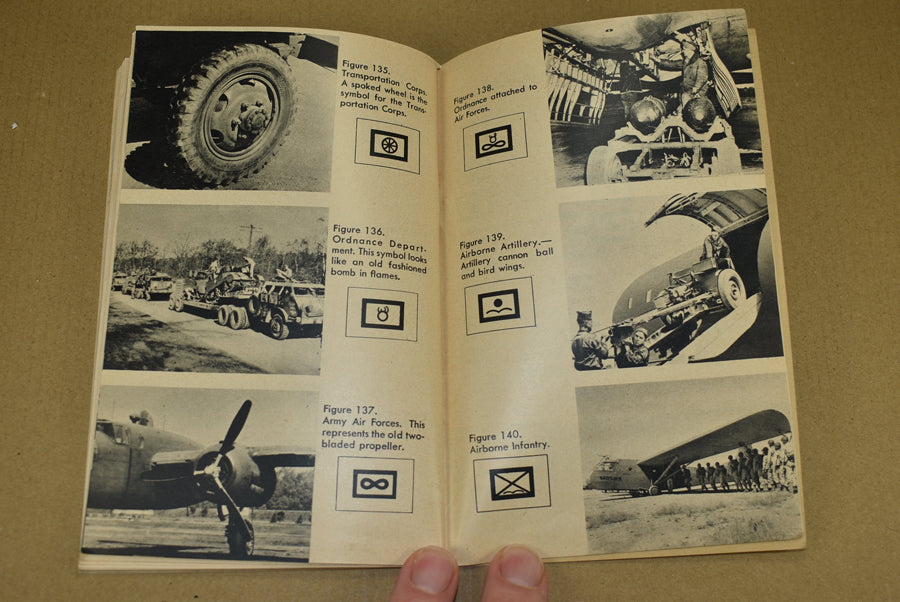 Figure 135.
Transportation Corps.
A spoked wheel is the
symbol for the Trans-
portation Corps.
Figure 136.
Ordnance Depart-
ment. This symbol looks
like an old fashioned
bomb in flames.
Figure 137.
Army Air Forces. This
represents the old two-
bladed propeller.
Figure 138.
Ordnance attached to
Air Forces.
Figure 139.
Airborne Artillery.—
Artillery cannon ball
and bird wings.
Figure 140.
Airborne Infantry.